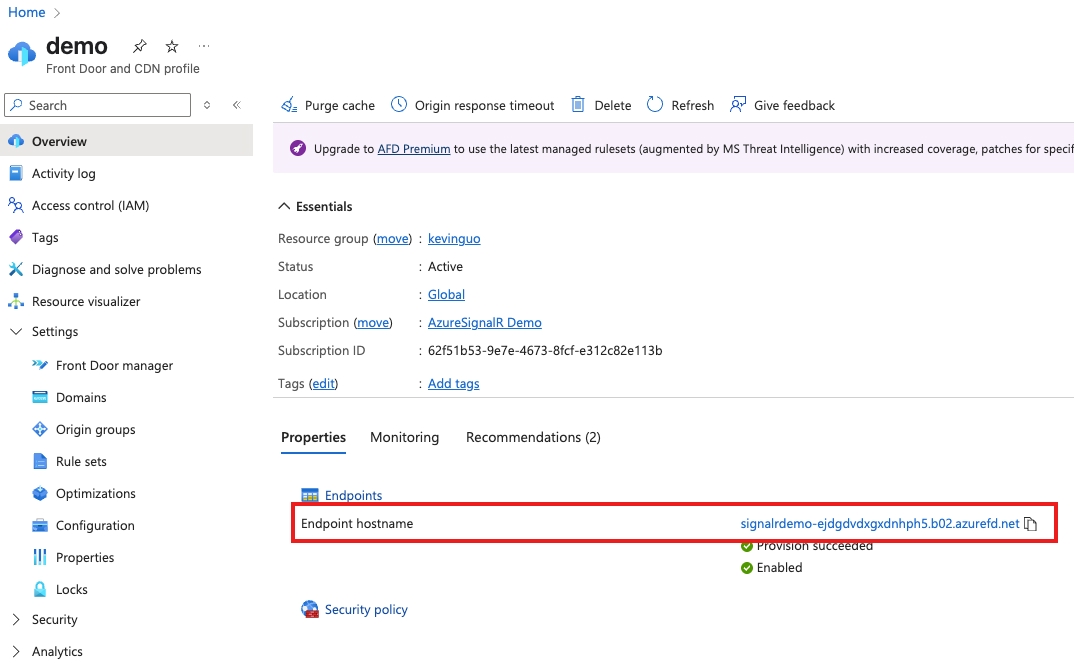 Home
demo
Front Door and CDN profile
Search
Overview
Activity log
Access control (IAM)
Tags
Diagnose and solve problems
Resource visualizer
Settings
Front Door manager
Domains
Origin groups
Rule sets
Optimizations
Configuration
Properties
Locks
Security
Analytics
Purge cache Origin response timeout Delete Refresh Give feedback
Upgrade to AFD Premium to use the latest managed rulesets (augmented by MS Threat Intelligence) with increased coverage, patches for specif
Essentials
Resource group (move) : kevinguo
Status : Active
Location : Global
Subscription (move) : AzureSignalR Demo
Subscription ID : 62f51b53-9e7e-4673-8fcf-e312c82e113b
Tags (edit) : Add tags
Properties Monitoring Recommendations (2)
Endpoints
Endpoint hostname signalrdemo-ejdgdvdxgxdnhph5.b02.azurefd.net
Provision succeeded
Enabled
Security policy